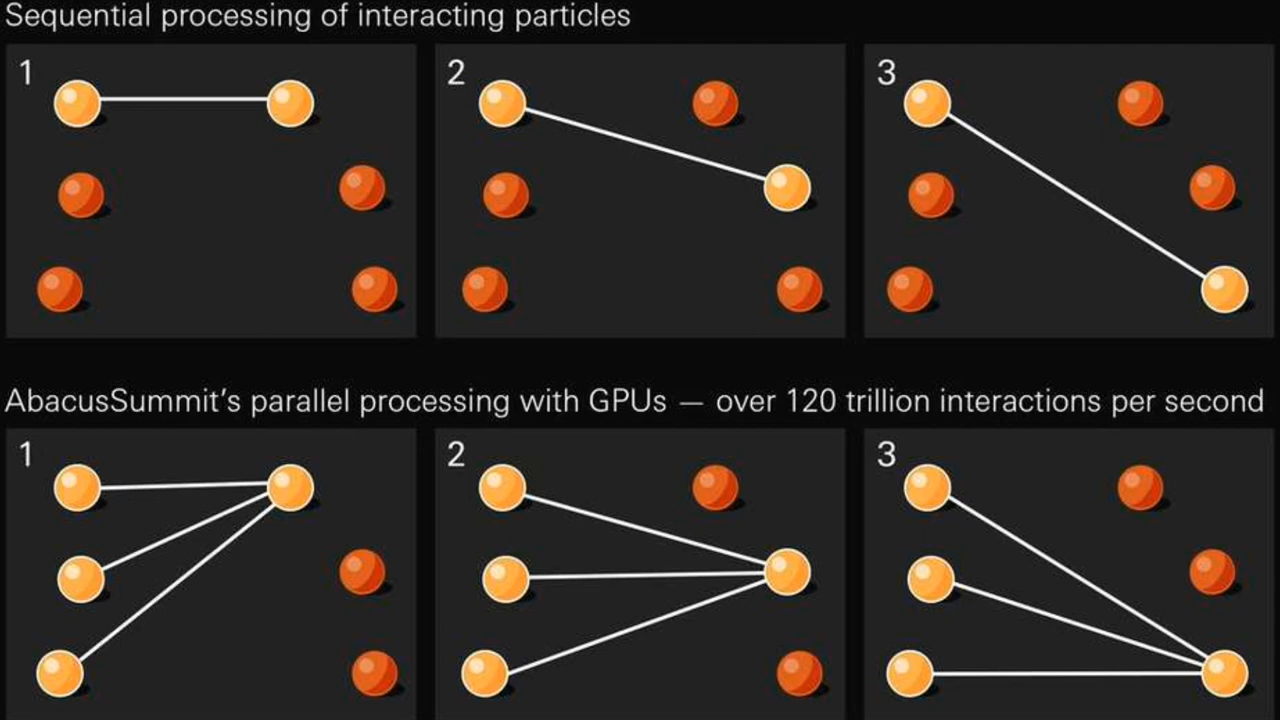 Sequential processing of interacting particles
1 2 3
AbacusSummit's parallel processing with GPUs — over 120 trillion interactions per second
1 2 3